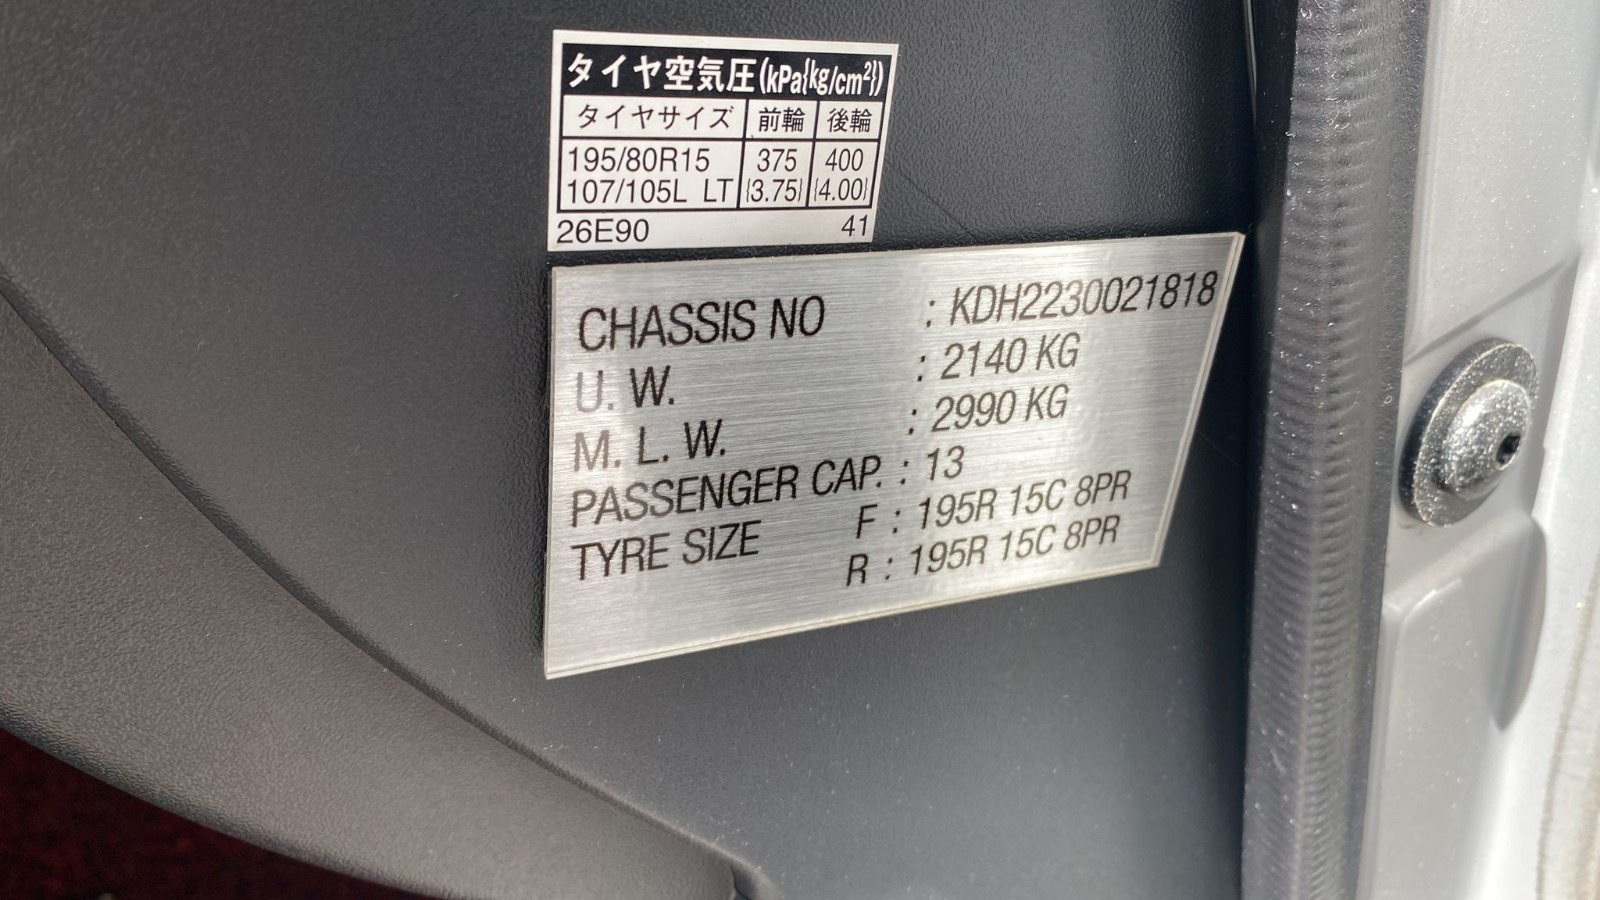 タイヤ空気圧(kPa{kg/cm²})
タイヤサイズ 前輪 後輪
195/80R15 375 400
107/105L LT {3.75} {4.00}
26E90 41
CHASSIS NO : KDH2230021818
U. W. : 2140 KG
M. L. W. : 2990 KG
PASSENGER CAP. : 13
TYRE SIZE F : 195R 15C 8PR
R : 195R 15C 8PR